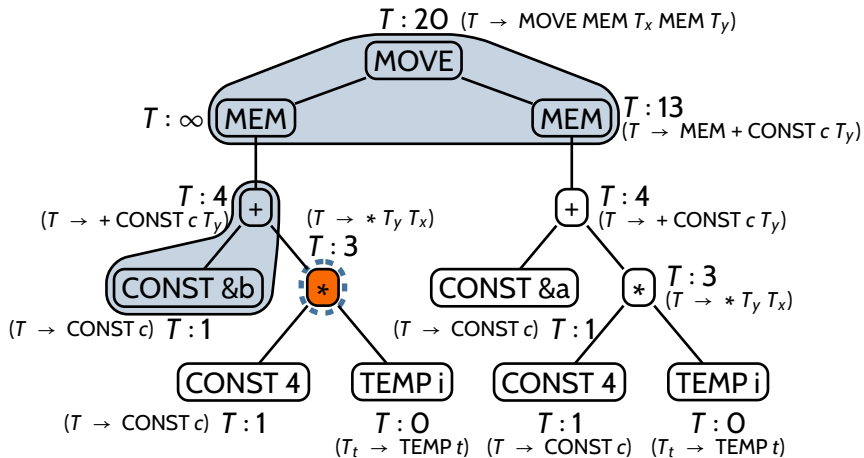 T : 20 (T → MOVE MEM Tx MEM Ty)
MOVE
T : ∞ MEM
MEM T : 13
(T → MEM + CONST c Ty)
T : 4
(T → + CONST c Ty)
+
(T → * Ty Tx)
T : 3
+
T : 4
(T → + CONST c Ty)
CONST &b
*
CONST &a
*
T : 3
(T → * Ty Tx)
(T → CONST c) T : 1
(T → CONST c) T : 1
CONST 4
TEMP i
CONST 4
TEMP i
(T → CONST c) T : 1
T : 0
(Tt → TEMP t)
T : 1
(T → CONST c)
T : 0
(Tt → TEMP t)